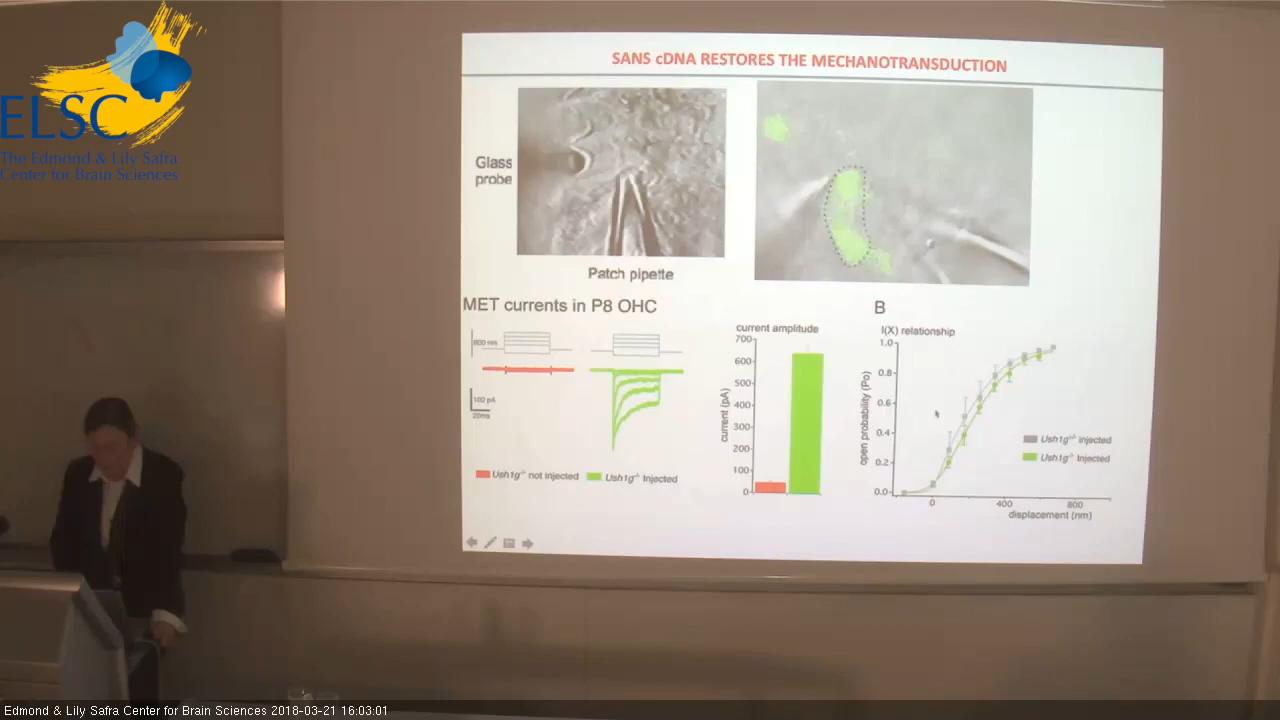 ELSC
The Edmond & Lily Safra
Center for Brain Sciences
SANS cDNA RESTORES THE MECHANOTRANSDUCTION
Glass
probe
Patch pipette
MET currents in P8 OHC
800 nm
100 pA
20ms
Ush1g-/- not injected
Ush1g-/- Injected
current amplitude
current (pA)
700
600
500
400
300
200
100
0
B
I(X) relationship
open probability (Po)
1.0
0.8
0.6
0.4
0.2
0.0
0
400
800
displacement (nm)
Ush1g+/- injected
Ush1g-/- Injected
Edmond & Lily Safra Center for Brain Sciences 2018-03-21 16:03:01